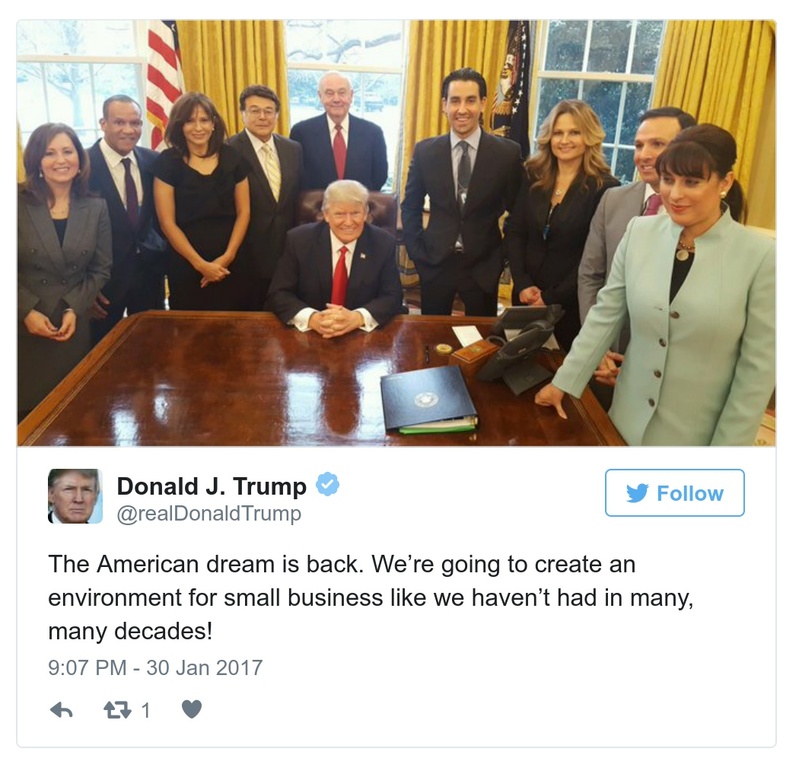 Donald J. Trump
Follow
@realDonaldTrump
The American dream is back. We’re going to create an
environment for small business like we haven’t had in many,
many decades!
9:07 PM - 30 Jan 2017
1